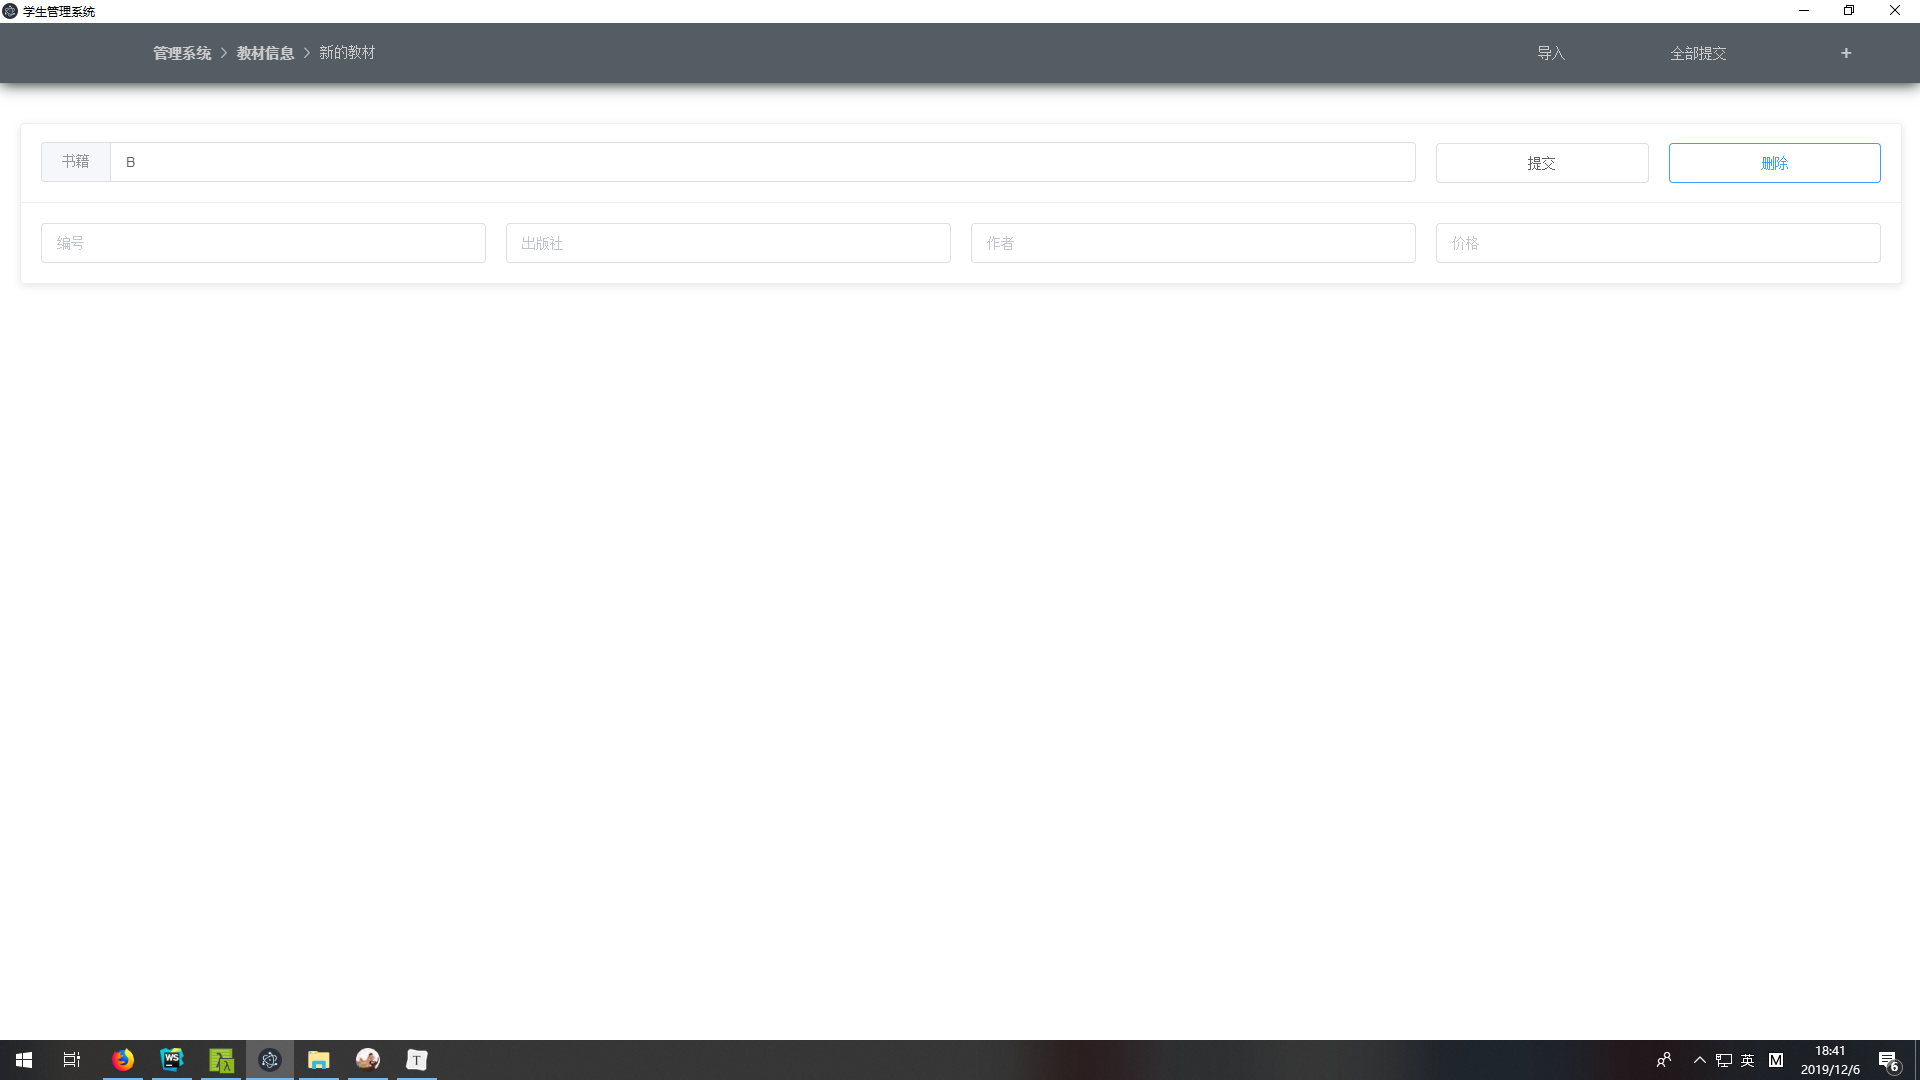 学生管理系统
管理系统 > 教材信息 > 新的教材
导入 全部提交 +
书籍 B 提交 删除
编号 出版社 作者 价格
WS λ T 英 M 18:41
2019/12/6 6